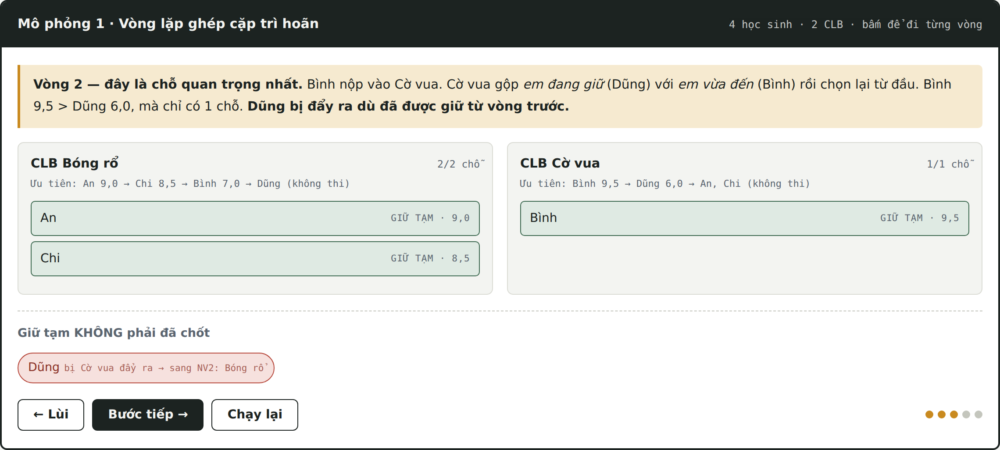 Mô phỏng 1 · Vòng lặp ghép cặp trì hoãn
4 học sinh · 2 CLB · bấm để đi từng vòng
Vòng 2 — đây là chỗ quan trọng nhất. Bình nộp vào Cờ vua. Cờ vua gộp em đang giữ (Dũng) với em vừa đến (Bình) rồi chọn lại từ đầu. Bình
9,5 > Dũng 6,0, mà chỉ có 1 chỗ. Dũng bị đẩy ra dù đã được giữ từ vòng trước.
CLB Bóng rổ
2/2 chỗ
Ưu tiên: An 9,0 → Chi 8,5 → Bình 7,0 → Dũng (không thi)
An
GIỮ TẠM · 9,0
Chi
GIỮ TẠM · 8,5
CLB Cờ vua
1/1 chỗ
Ưu tiên: Bình 9,5 → Dũng 6,0 → An, Chi (không thi)
Bình
GIỮ TẠM · 9,5
Giữ tạm KHÔNG phải đã chốt
Dũng bị Cờ vua đẩy ra → sang NV2: Bóng rổ
← Lùi
Bước tiếp →
Chạy lại